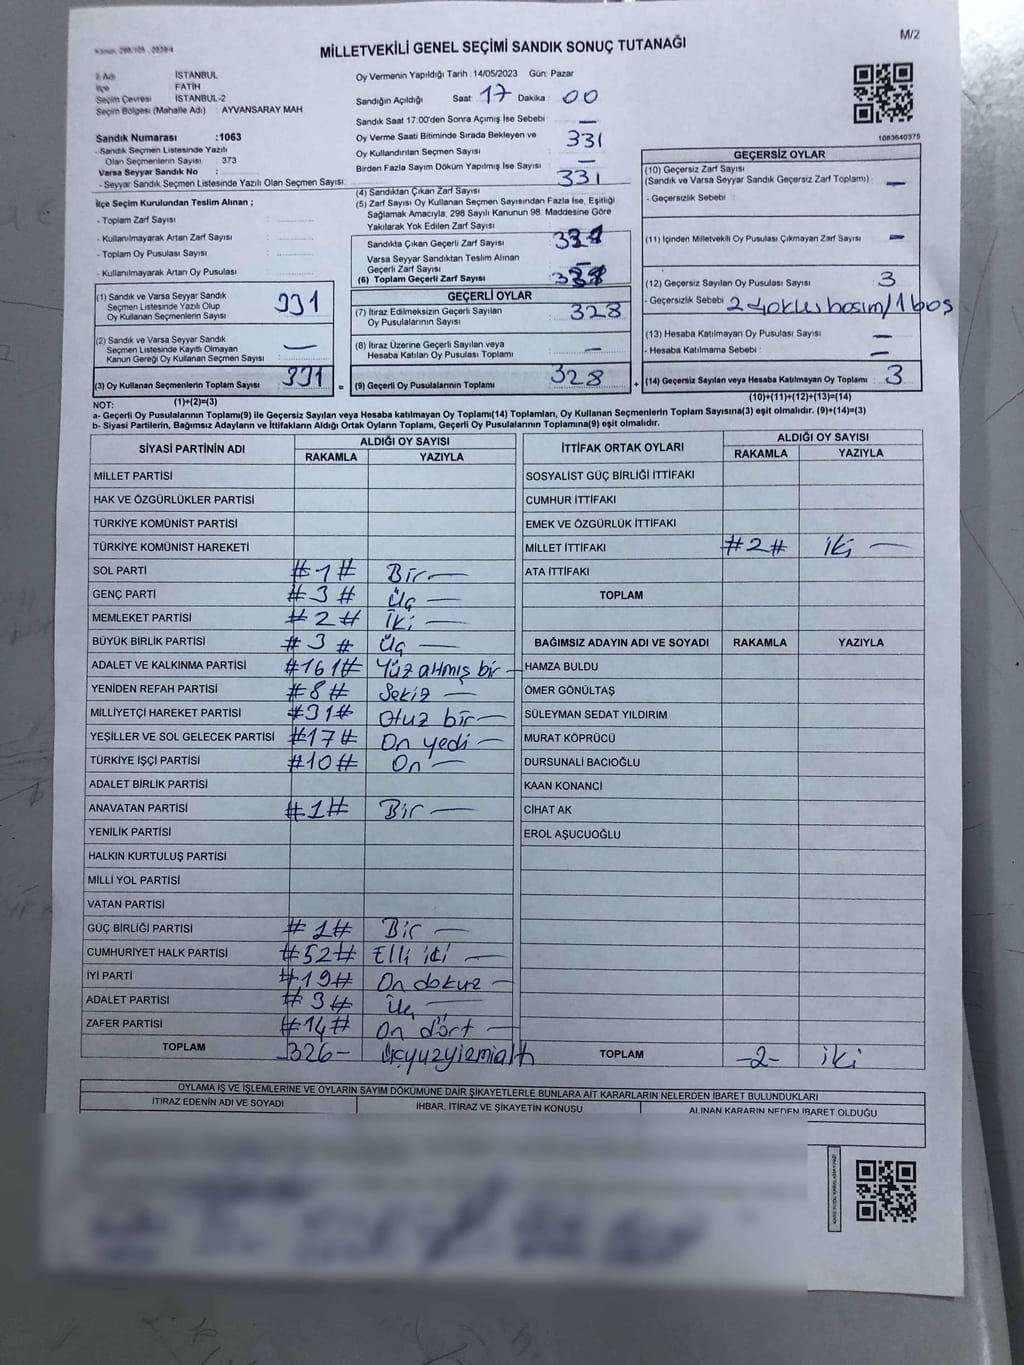 MİLLETVEKİLİ GENEL SEÇİMİ SANDIK SONUÇ TUTANAĞI
M/2
İl Adı : İSTANBUL
İlçe : FATİH
Seçim Çevresi : İSTANBUL-2
Seçim Bölgesi (Mahalle Adı) : AYVANSARAY MAH.
Sandık Numarası : 1063
- Sandık Seçmen Listesinde Yazılı
Olan Seçmenlerin Sayısı : 373
Varsa Seyyar Sandık No :
- Seyyar Sandık Seçmen Listesinde Yazılı Olan Seçmen Sayısı:
İlçe Seçim Kurulundan Teslim Alınan ;
- Toplam Zarf Sayısı :
- Kullanılmayarak Artan Zarf Sayısı :
- Toplam Oy Pusulası Sayısı :
- Kullanılmayarak Artan Oy Pusulası :
(1) Sandık ve Varsa Seyyar Sandık
Seçmen Listesinde Yazılı Olup
Oy Kullanan Seçmenlerin Sayısı : 331
(2) Sandık ve Varsa Seyyar Sandık
Seçmen Listesinde Kayıtlı Olmayan
Kanun Gereği Oy Kullanan Seçmen Sayısı : —
(3) Oy Kullanan Seçmenlerin Toplam Sayısı : 331
(1)+(2)=(3)
Oy Vermenin Yapıldığı Tarih : 14/05/2023 Gün: Pazar
Sandığın Açıldığı Saat: 17 Dakika : 00
Sandık Saat 17:00'den Sonra Açımış İse Sebebi : —
Oy Verme Saati Bitiminde Sırada Bekleyen ve
Oy Kullandırılan Seçmen Sayısı : 331
Birden Fazla Sayım Döküm Yapılmış İse Sayısı : —
(4) Sandıktan Çıkan Zarf Sayısı : 331
(5) Zarf Sayısı Oy Kullanan Seçmen Sayısından Fazla İse, Eşitliği
Sağlamak Amacıyla, 298 Sayılı Kanunun 98. Maddesine Göre
Yakılarak Yok Edilen Zarf Sayısı :
Sandıkta Çıkan Geçerli Zarf Sayısı :
Varsa Seyyar Sandıktan Teslim Alınan
Geçerli Zarf Sayısı : —
(6) Toplam Geçerli Zarf Sayısı :
GEÇERLİ OYLAR
(7) İtiraz Edilmeksizin Geçerli Sayılan
Oy Pusulalarının Sayısı : 328
(8) İtiraz Üzerine Geçerli Sayılan veya
Hesaba Katılan Oy Pusulası Toplamı : —
= (9) Geçerli Oy Pusulalarının Toplamı : 328
1083640375
GEÇERSİZ OYLAR
(10) Geçersiz Zarf Sayısı
(Sandık ve Varsa Seyyar Sandık Geçersiz Zarf Toplamı) : —
- Geçersizlik Sebebi :
(11) İçinden Milletvekili Oy Pusulası Çıkmayan Zarf Sayısı : —
(12) Geçersiz Sayılan Oy Pusulası Sayısı : 3
- Geçersizlik Sebebi : 2 çoklu basım/1 boş
(13) Hesaba Katılmayan Oy Pusulası Sayısı : —
- Hesaba Katılmama Sebebi : —
+ (14) Geçersiz Sayılan veya Hesaba Katılmayan Oy Toplamı : 3
(10)+(11)+(12)+(13)=(14)
NOT:
a- Geçerli Oy Pusulalarının Toplamı(9) ile Geçersiz Sayılan veya Hesaba katılmayan Oy Toplamı(14) Toplamları, Oy Kullanan Seçmenlerin Toplam Sayısına(3) eşit olmalıdır. (9)+(14)=(3)
b- Siyasi Partilerin, Bağımsız Adayların ve İttifakların Aldığı Ortak Oyların Toplamı, Geçerli Oy Pusulalarının Toplamına(9) eşit olmalıdır.
SİYASİ PARTİNİN ADI ALDIĞI OY SAYISI
RAKAMLA YAZIYLA
MİLLET PARTİSİ
HAK VE ÖZGÜRLÜKLER PARTİSİ
TÜRKİYE KOMÜNİST PARTİSİ
TÜRKİYE KOMÜNİST HAREKETİ
SOL PARTİ #1# Bir —
GENÇ PARTİ #3# Üç —
MEMLEKET PARTİSİ #2# İki —
BÜYÜK BİRLİK PARTİSİ #3# Üç —
ADALET VE KALKINMA PARTİSİ #161# Yüz altmış bir —
YENİDEN REFAH PARTİSİ #8# Sekiz —
MİLLİYETÇİ HAREKET PARTİSİ #31# Otuz bir —
YEŞİLLER VE SOL GELECEK PARTİSİ #17# On yedi —
TÜRKİYE İŞÇİ PARTİSİ #10# On —
ADALET BİRLİK PARTİSİ
ANAVATAN PARTİSİ #1# Bir —
YENİLİK PARTİSİ
HALKIN KURTULUŞ PARTİSİ
MİLLİ YOL PARTİSİ
VATAN PARTİSİ
GÜÇ BİRLİĞİ PARTİSİ #1# Bir —
CUMHURİYET HALK PARTİSİ #52# Elli iki —
İYİ PARTİ #19# On dokuz —
ADALET PARTİSİ #3# Üç —
ZAFER PARTİSİ #14# On dört —
TOPLAM -326- üçyüzyirmialtı
İTTİFAK ORTAK OYLARI ALDIĞI OY SAYISI
RAKAMLA YAZIYLA
SOSYALİST GÜÇ BİRLİĞİ İTTİFAKI
CUMHUR İTTİFAKI
EMEK VE ÖZGÜRLÜK İTTİFAKI
MİLLET İTTİFAKI #2# iki —
ATA İTTİFAKI
TOPLAM
BAĞIMSIZ ADAYIN ADI VE SOYADI RAKAMLA YAZIYLA
HAMZA BULDU
ÖMER GÖNÜLTAŞ
SÜLEYMAN SEDAT YILDIRIM
MURAT KÖPRÜCÜ
DURSUNALİ BACIOĞLU
KAAN KONANCİ
CİHAT AK
EROL AŞUCUOĞLU
TOPLAM -2- iki
OYLAMA İŞ VE İŞLEMLERİNE VE OYLARIN SAYIM DÖKÜMÜNE DAİR ŞİKAYETLERLE BUNLARA AİT KARARLARIN NELERDEN İBARET BULUNDUKLARI
İTİRAZ EDENİN ADI VE SOYADI İHBAR, İTİRAZ VE ŞİKAYETİN KONUSU ALINAN KARARIN NEDEN İBARET OLDUĞU